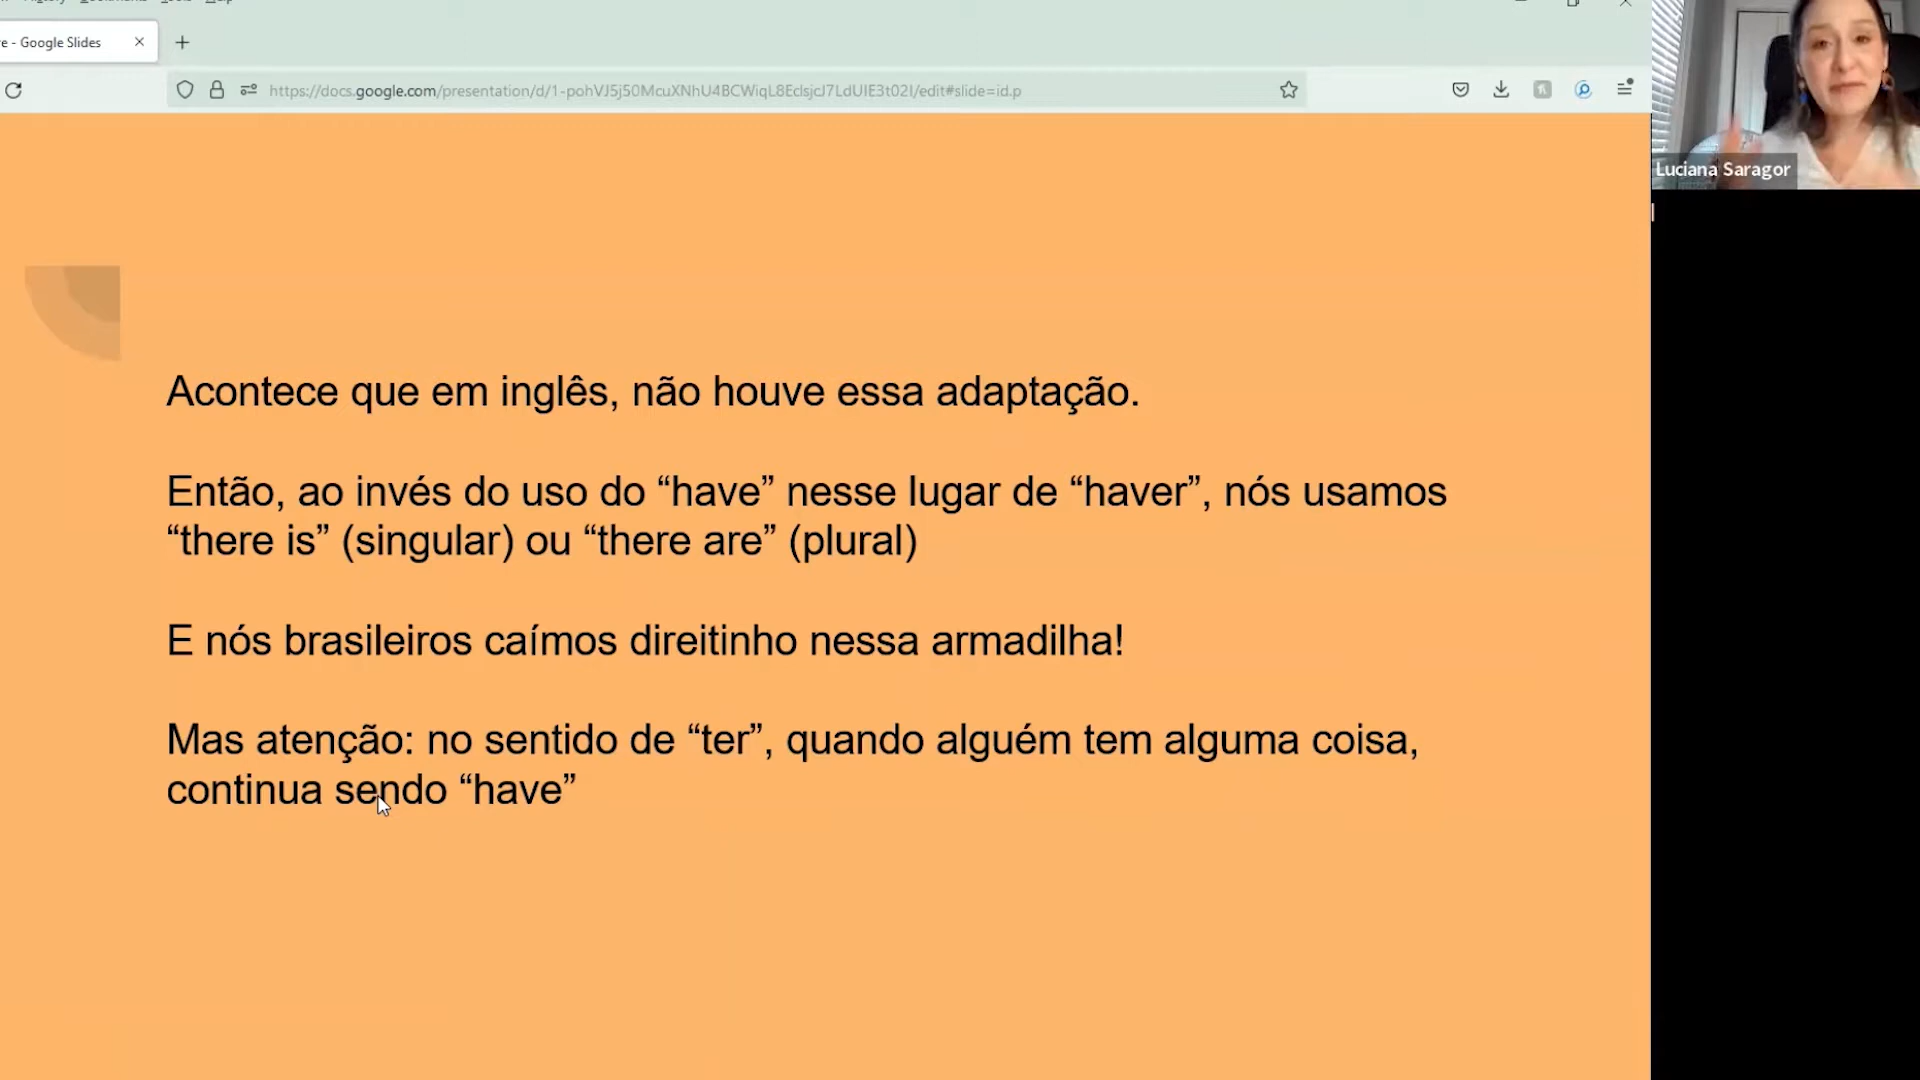 e - Google Slides
https://docs.google.com/presentation/d/1-pohVJ5j50McuXNhU4BCWiqL8EclsjcJ7LdUIE3t02I/edit#slide=id.p
Luciana Saragor
Acontece que em inglês, não houve essa adaptação.
Então, ao invés do uso do “have” nesse lugar de “haver”, nós usamos
“there is” (singular) ou “there are” (plural)
E nós brasileiros caímos direitinho nessa armadilha!
Mas atenção: no sentido de “ter”, quando alguém tem alguma coisa,
continua sendo “have”